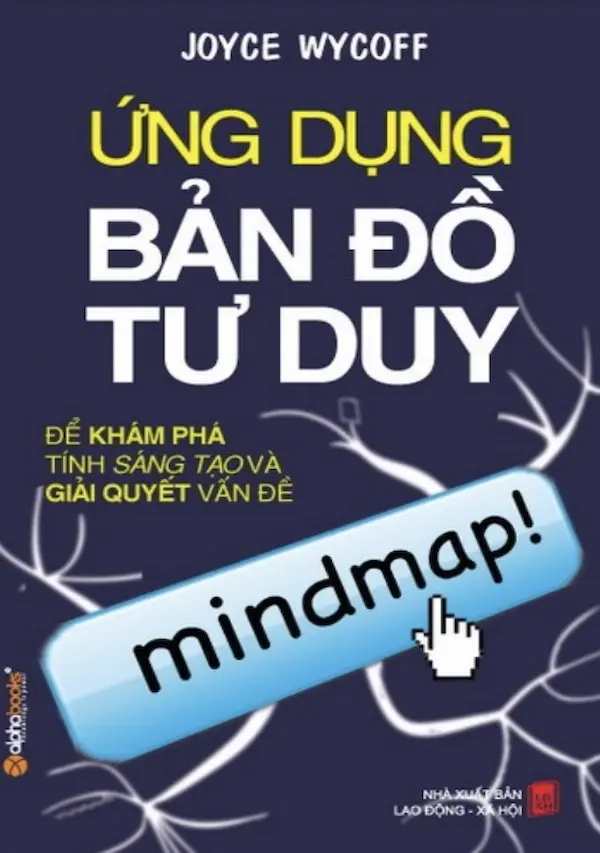 JOYCE WYCOFF
ỨNG DỤNG
BẢN ĐỒ
TƯ DUY
ĐỂ KHÁM PHÁ
TÍNH SÁNG TẠO VÀ
GIẢI QUYẾT VẤN ĐỀ
mindmap!
alphabooks®
NHÀ XUẤT BẢN
LAO ĐỘNG - XÃ HỘI